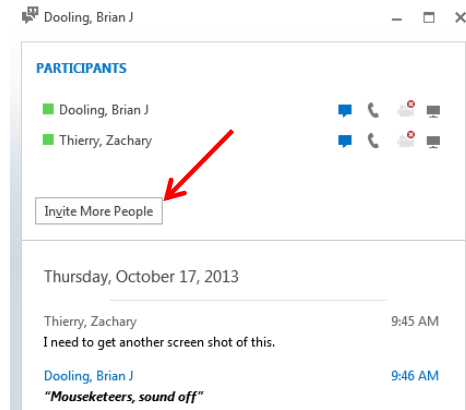 Dooling, Brian J
PARTICIPANTS
Dooling, Brian J
Thierry, Zachary
Invite More People
Thursday, October 17, 2013
Thierry, Zachary 9:45 AM
I need to get another screen shot of this.
Dooling, Brian J 9:46 AM
"Mouseketeers, sound off"